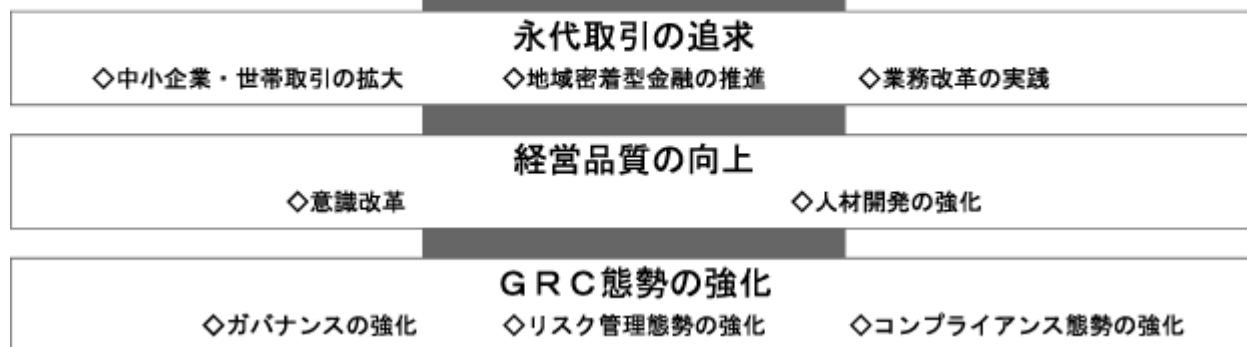 永代取引の追求
◇中小企業・世帯取引の拡大 ◇地域密着型金融の推進 ◇業務改革の実践
経営品質の向上
◇意識改革 ◇人材開発の強化
ＧＲＣ態勢の強化
◇ガバナンスの強化 ◇リスク管理態勢の強化 ◇コンプライアンス態勢の強化